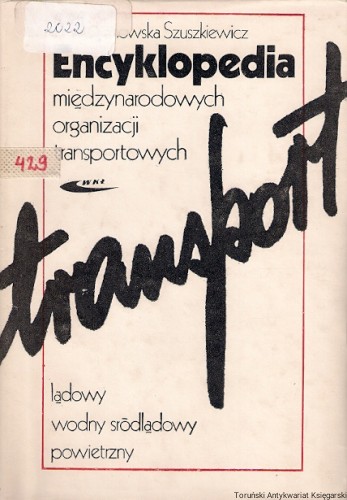 2022
owska Szuszkiewicz
Encyklopedia
międzynarodowych
organizacji
transportowych
429
WKŁ
transport
lądowy
wodny śródlądowy
powietrzny
Toruński Antykwariat Księgarski